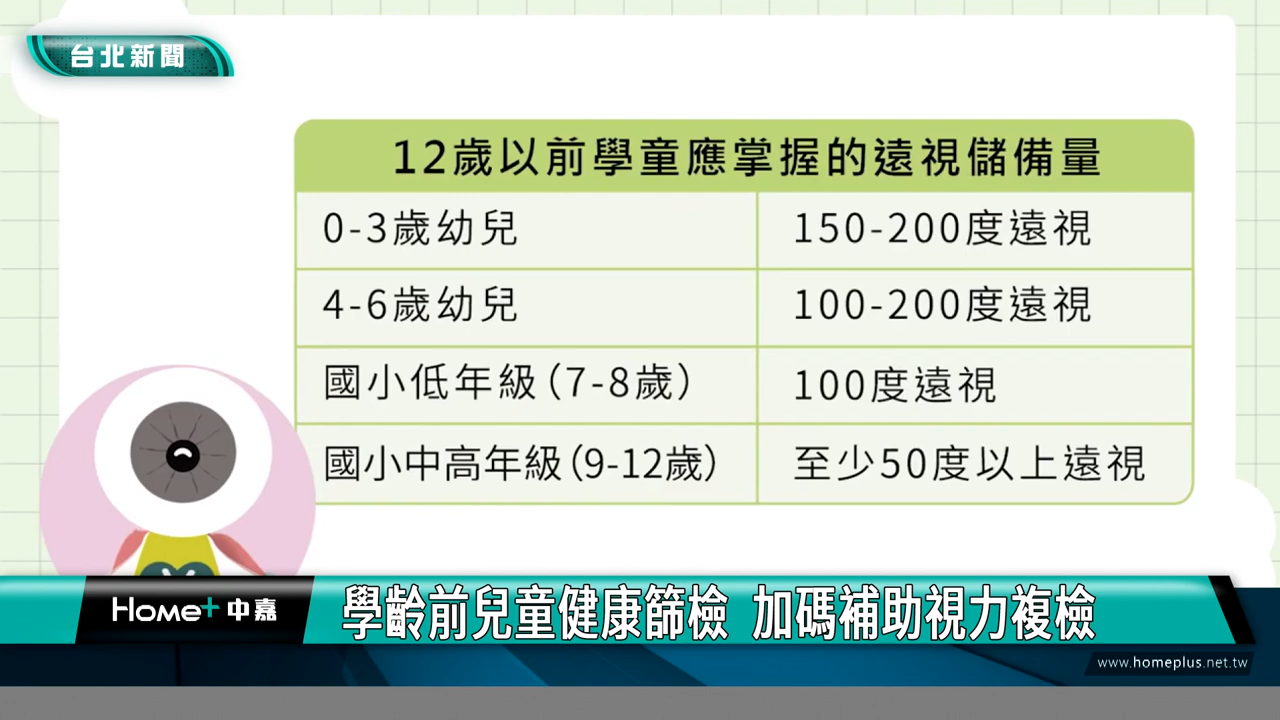 台北新聞
12歲以前學童應掌握的遠視儲備量
0-3歲幼兒 150-200度遠視
4-6歲幼兒 100-200度遠視
國小低年級(7-8歲) 100度遠視
國小中高年級(9-12歲) 至少50度以上遠視
Home+中嘉
學齡前兒童健康篩檢 加碼補助視力複檢
www.homeplus.net.tw